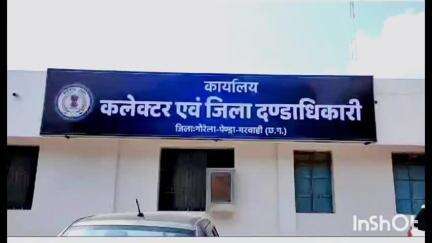 कार्यालय
कलेक्टर एवं जिला दण्डाधिकारी
जिला:गौरेला-पेण्ड्रा-मरवाही (छ.ग.)
InShOt